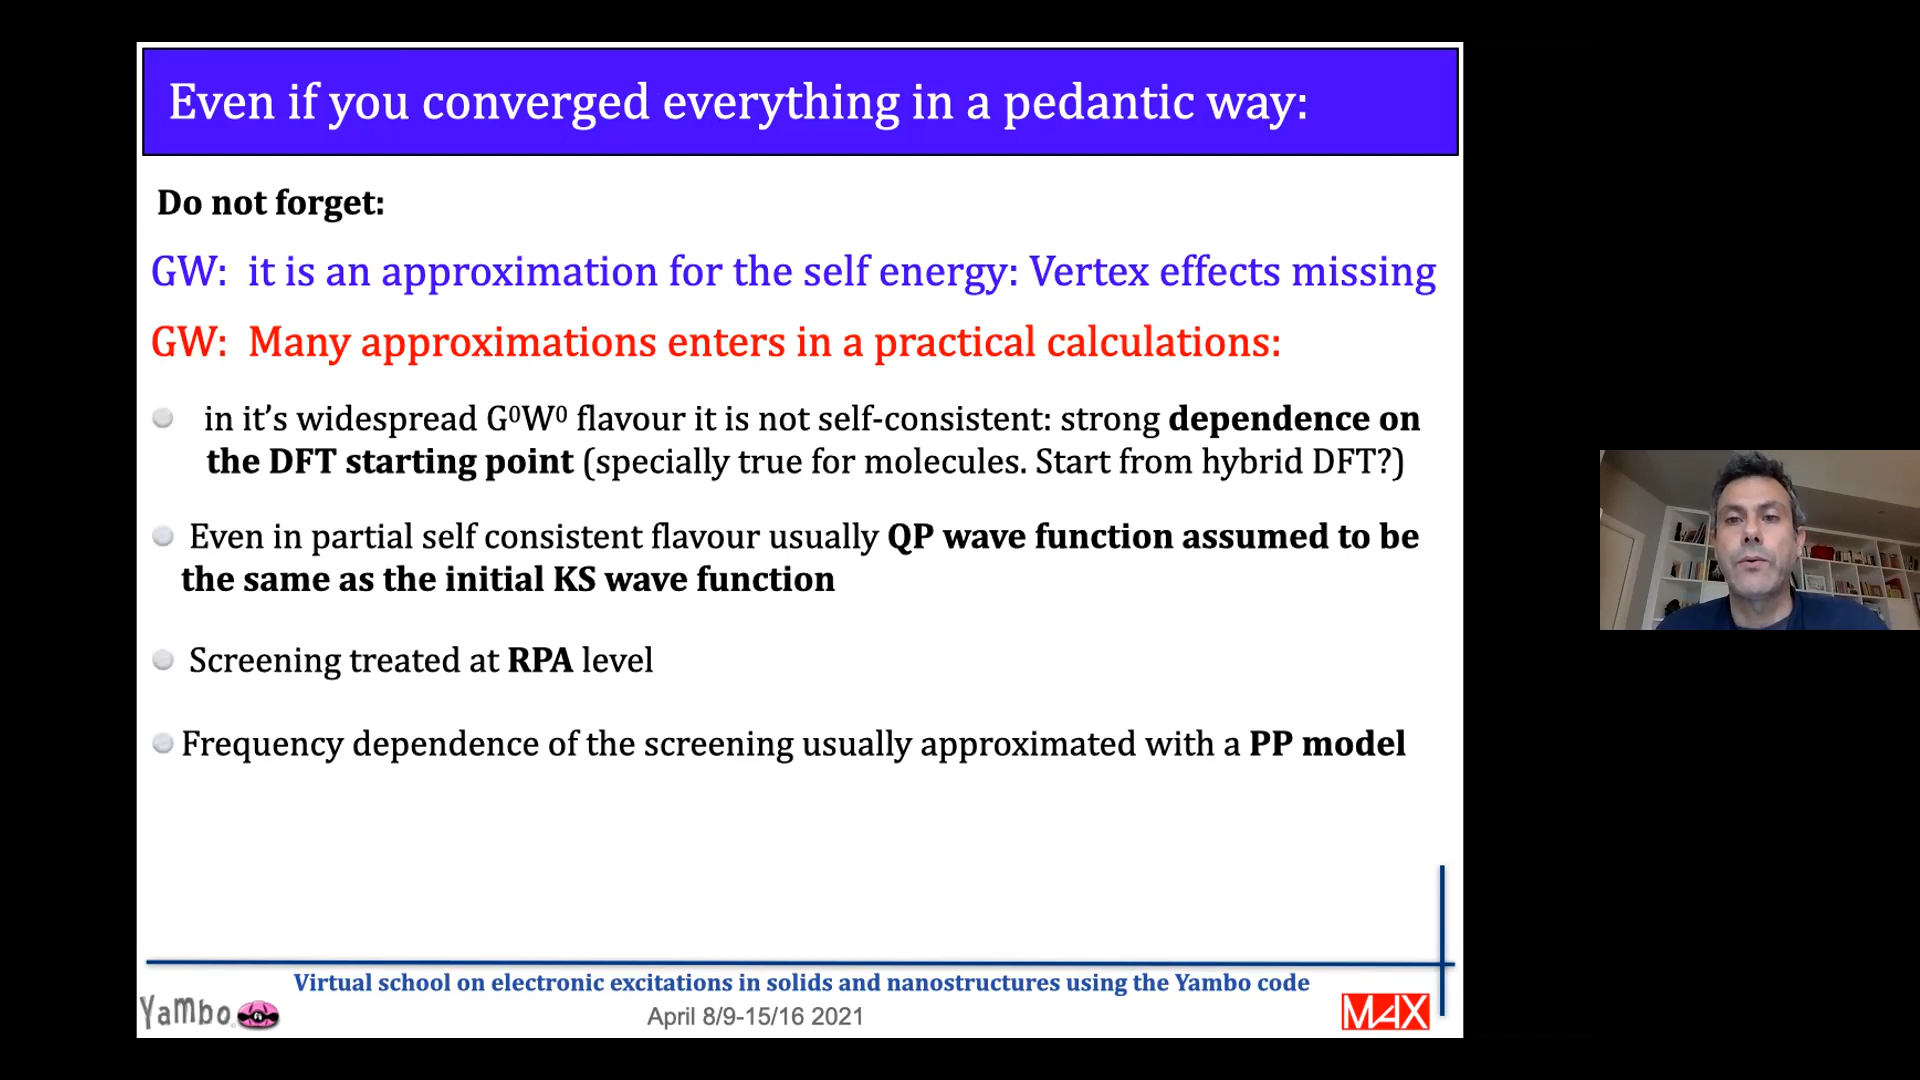 Even if you converged everything in a pedantic way:
Do not forget:
GW: it is an approximation for the self energy: Vertex effects missing
GW: Many approximations enters in a practical calculations:
in it’s widespread G⁰W⁰ flavour it is not self-consistent: strong dependence on
the DFT starting point (specially true for molecules. Start from hybrid DFT?)
Even in partial self consistent flavour usually QP wave function assumed to be
the same as the initial KS wave function
Screening treated at RPA level
Frequency dependence of the screening usually approximated with a PP model
Virtual school on electronic excitations in solids and nanostructures using the Yambo code
April 8/9-15/16 2021
Yambo
MAX